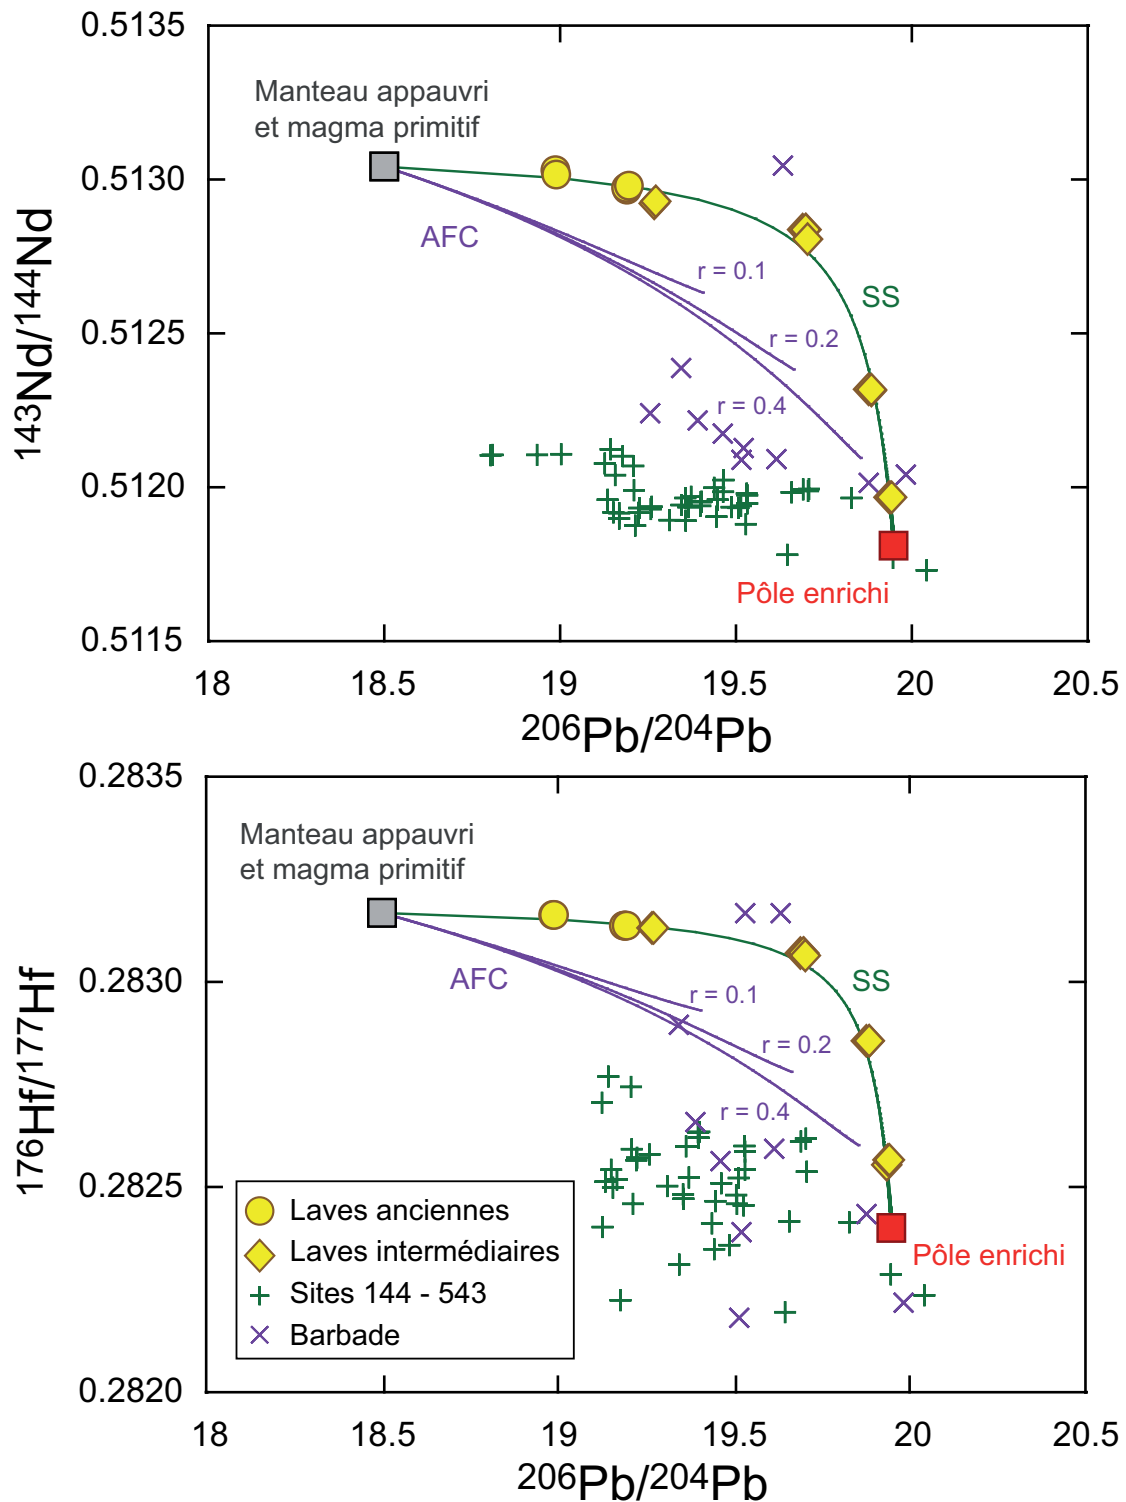 0.5135
Manteau appauvri
et magma primitif
0.5130
AFC
r = 0.1
SS
0.5125
r = 0.2
r = 0.4
0.5120
Pôle enrichi
0.5115
143Nd/144Nd
18 18.5 19 19.5 20 20.5
206Pb/204Pb
0.2835
Manteau appauvri
et magma primitif
AFC
0.2830
r = 0.1
SS
r = 0.2
r = 0.4
0.2825
Laves anciennes
Laves intermédiaires
Sites 144 - 543
Barbade
Pôle enrichi
0.2820
176Hf/177Hf
18 18.5 19 19.5 20 20.5
206Pb/204Pb